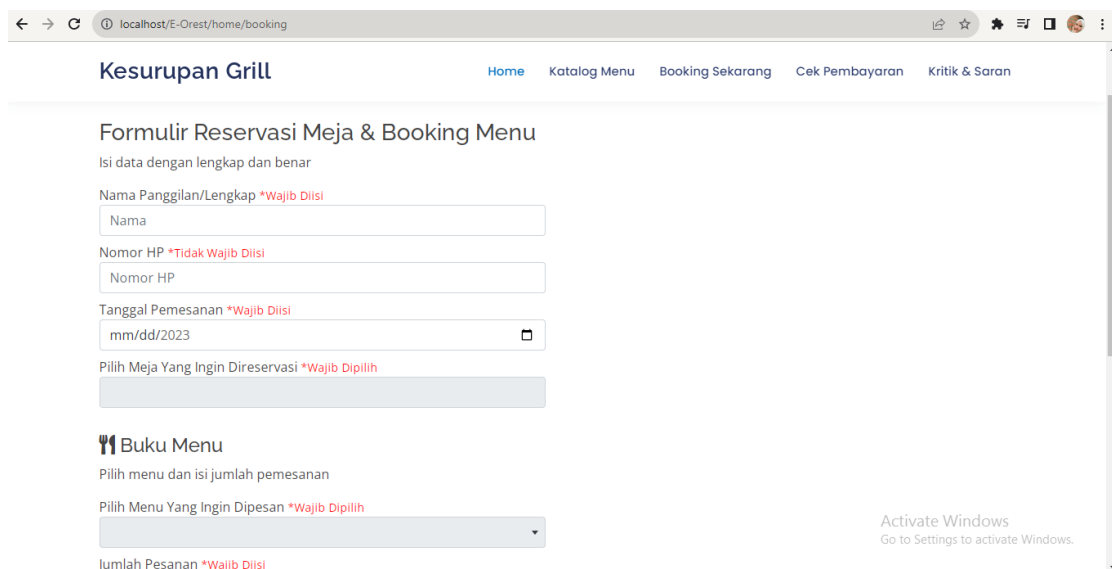 localhost/E-Orest/home/booking
Kesurupan Grill Home Katalog Menu Booking Sekarang Cek Pembayaran Kritik & Saran
Formulir Reservasi Meja & Booking Menu
Isi data dengan lengkap dan benar
Nama Panggilan/Lengkap *Wajib Diisi
Nama
Nomor HP *Tidak Wajib Diisi
Nomor HP
Tanggal Pemesanan *Wajib Diisi
mm/dd/2023
Pilih Meja Yang Ingin Direservasi *Wajib Dipilih
Buku Menu
Pilih menu dan isi jumlah pemesanan
Pilih Menu Yang Ingin Dipesan *Wajib Dipilih
Activate Windows
Go to Settings to activate Windows.
Jumlah Pesanan *Wajib Diisi